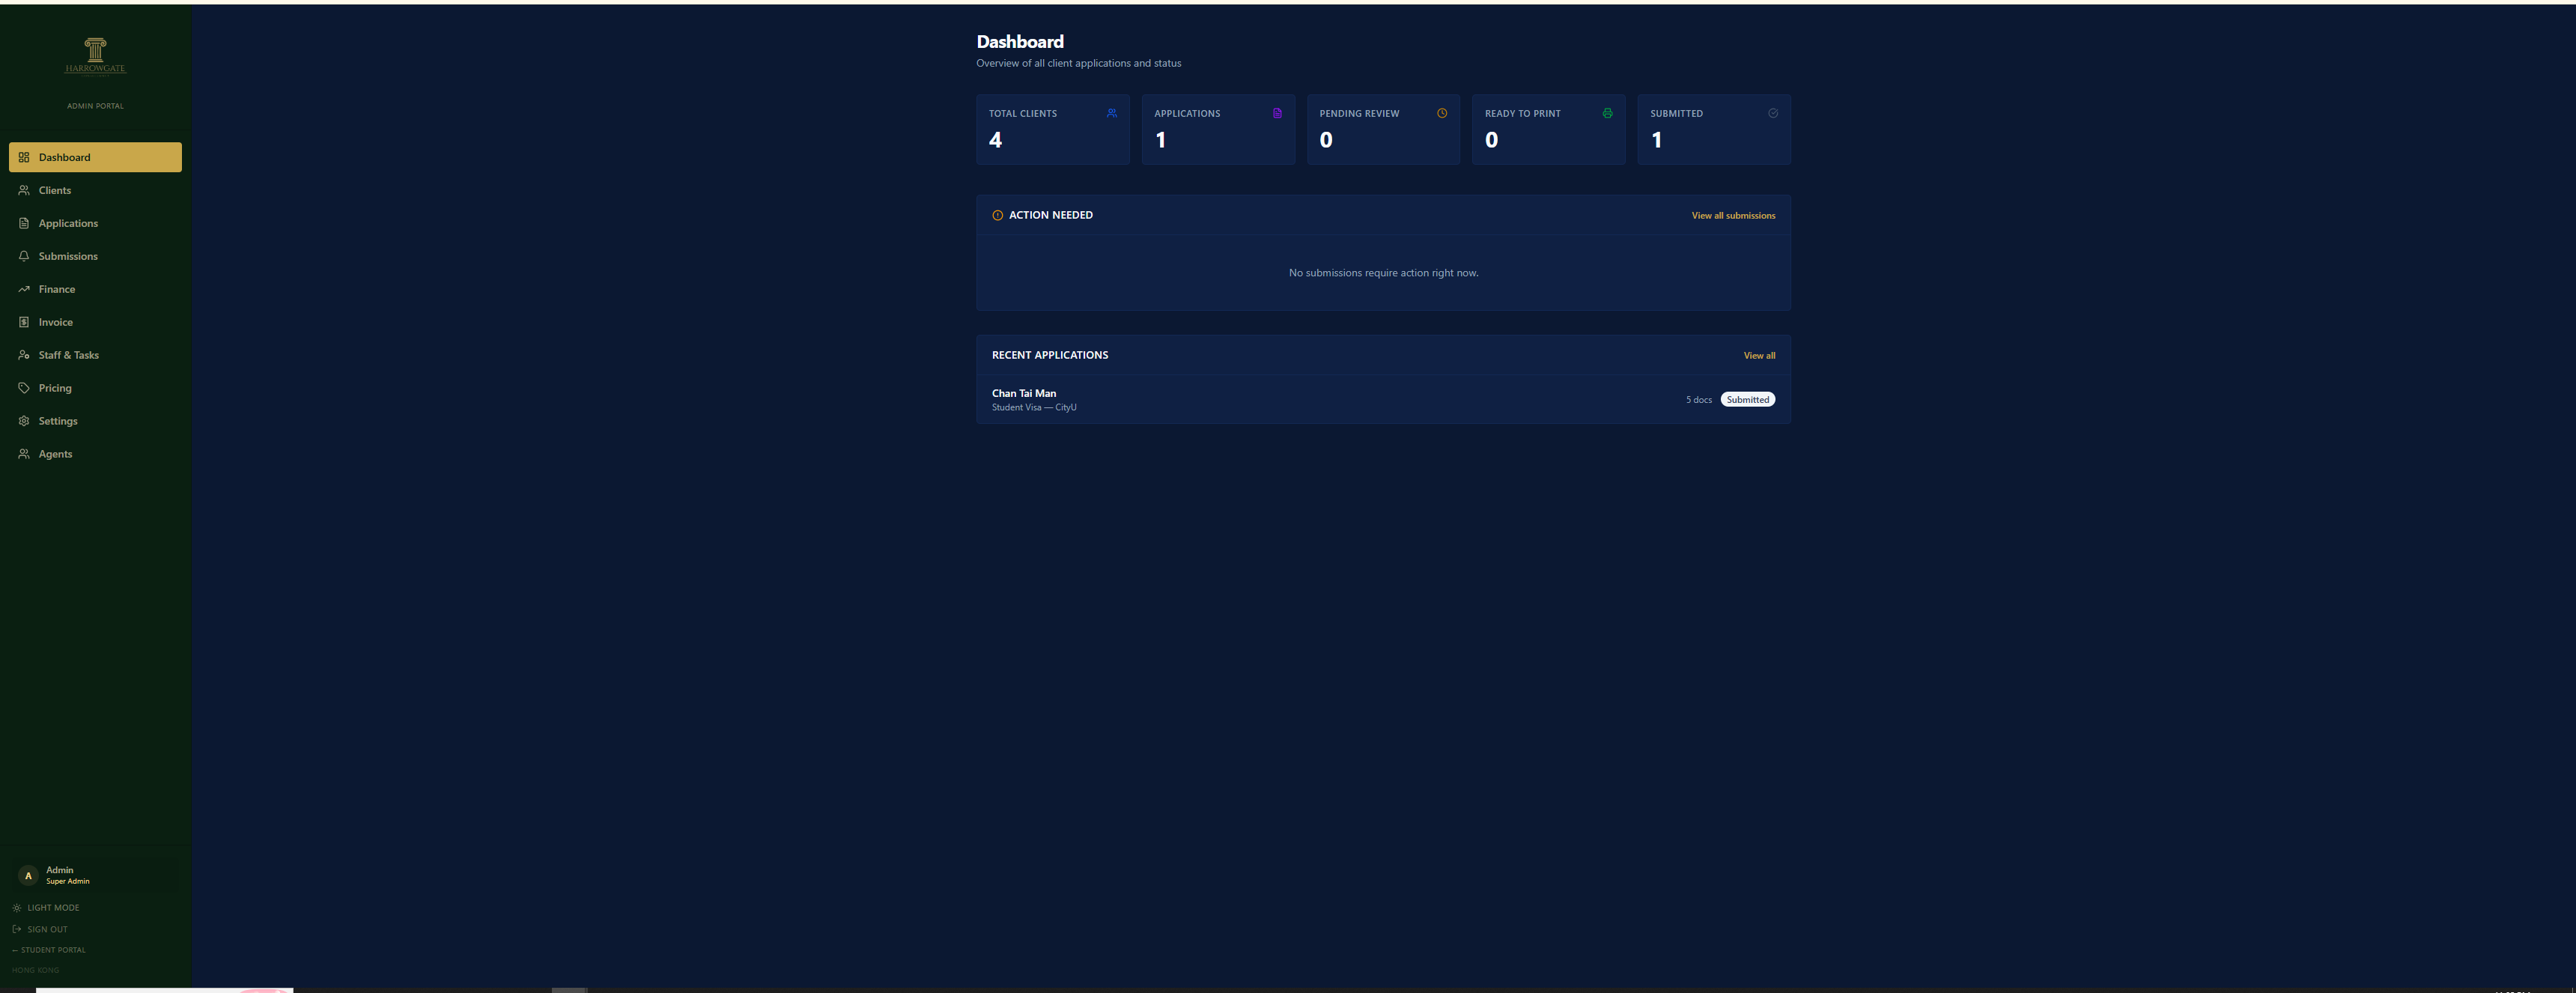 HARROWGATE
ADMIN PORTAL
Dashboard
Clients
Applications
Submissions
Finance
Invoice
Staff & Tasks
Pricing
Settings
Agents
A
Admin
Super Admin
LIGHT MODE
SIGN OUT
← STUDENT PORTAL
HONG KONG
Dashboard
Overview of all client applications and status
TOTAL CLIENTS
4
APPLICATIONS
1
PENDING REVIEW
0
READY TO PRINT
0
SUBMITTED
1
ACTION NEEDED
View all submissions
No submissions require action right now.
RECENT APPLICATIONS
View all
Chan Tai Man
Student Visa — CityU
5 docs
Submitted